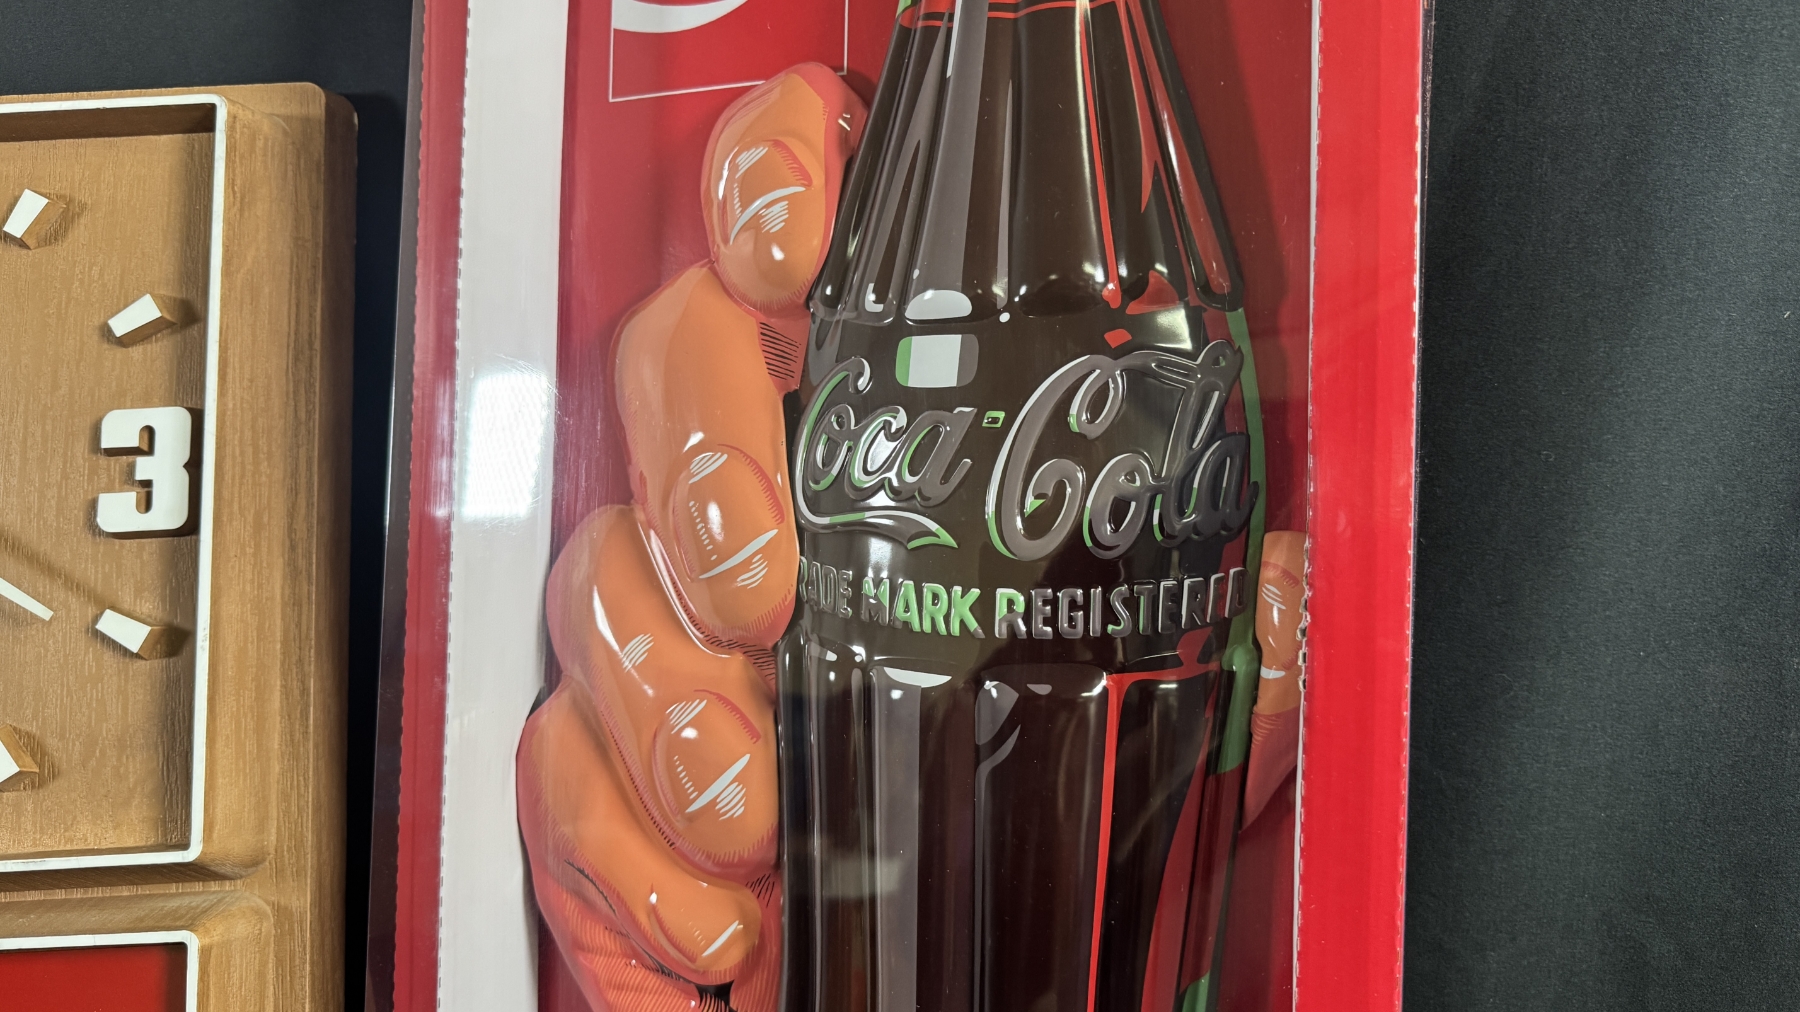 3
Coca-Cola
TRADE MARK REGISTERED